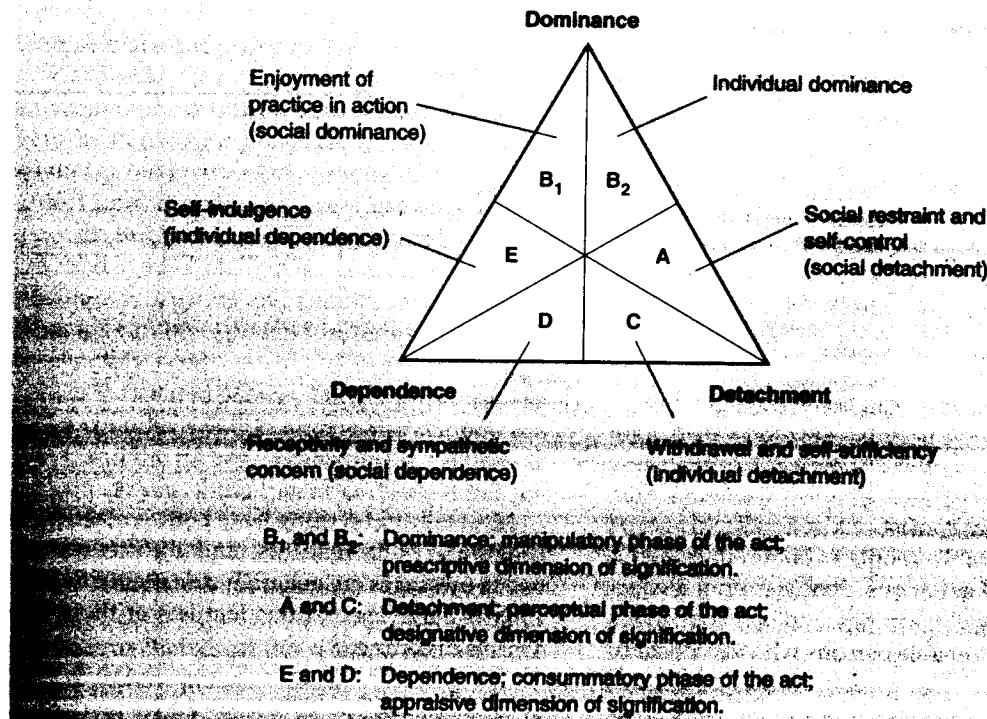 Dominance
Enjoyment of
practice in action
(social dominance)
Individual dominance
B₁
B₂
Self-indulgence
(individual dependence)
Social restraint and
self-control
(social detachment)
E
A
D
C
Dependence
Detachment
Receptivity and sympathetic
concern (social dependence)
Withdrawal and self-sufficiency
(individual detachment)
B₁ and B₂: Dominance; manipulatory phase of the act;
prescriptive dimension of signification.
A and C: Detachment; perceptual phase of the act;
designative dimension of signification.
E and D: Dependence; consummatory phase of the act;
appraisive dimension of signification.